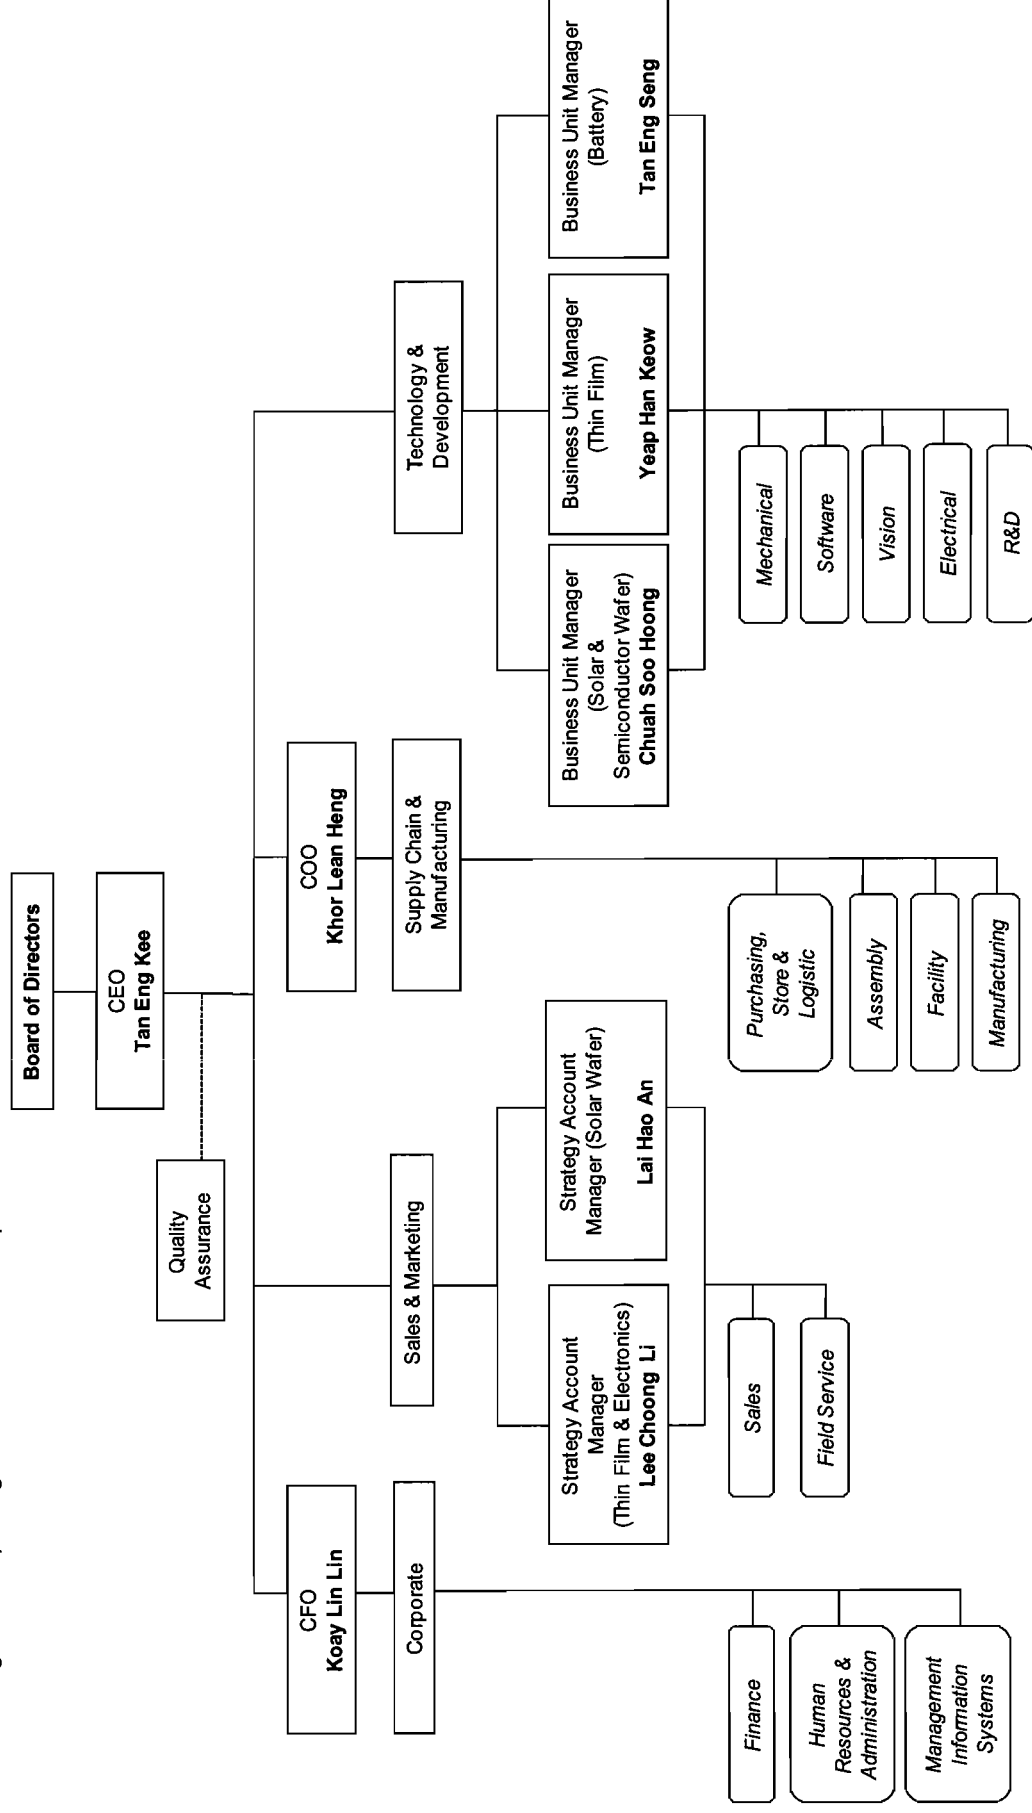 Board of Directors
CEO
Tan Eng Kee
Quality
Assurance
CFO
Koay Lin Lin
Corporate
Finance
Human
Resources &
Administration
Management
Information
Systems
Sales & Marketing
Strategy Account
Manager
(Thin Film & Electronics)
Lee Choong Li
Strategy Account
Manager (Solar Wafer)
Lai Hao An
Sales
Field Service
COO
Khor Lean Heng
Supply Chain &
Manufacturing
Purchasing,
Store &
Logistic
Assembly
Facility
Manufacturing
Technology &
Development
Business Unit Manager
(Solar &
Semiconductor Wafer)
Chuah Soo Hoong
Business Unit Manager
(Thin Film)
Yeap Han Keow
Business Unit Manager
(Battery)
Tan Eng Seng
Mechanical
Software
Vision
Electrical
R&D